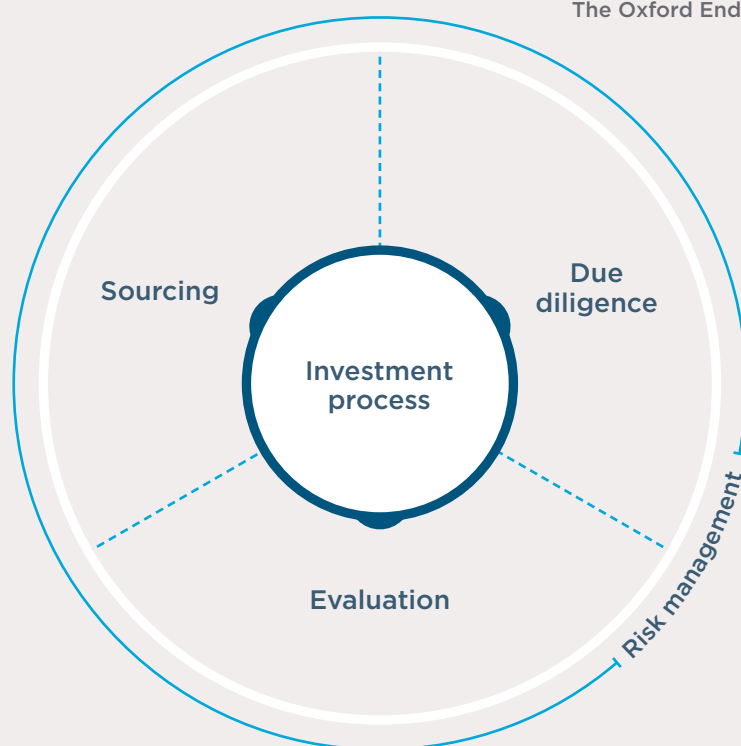 The Oxford End
Sourcing
Due
diligence
Investment
process
Evaluation
Risk management